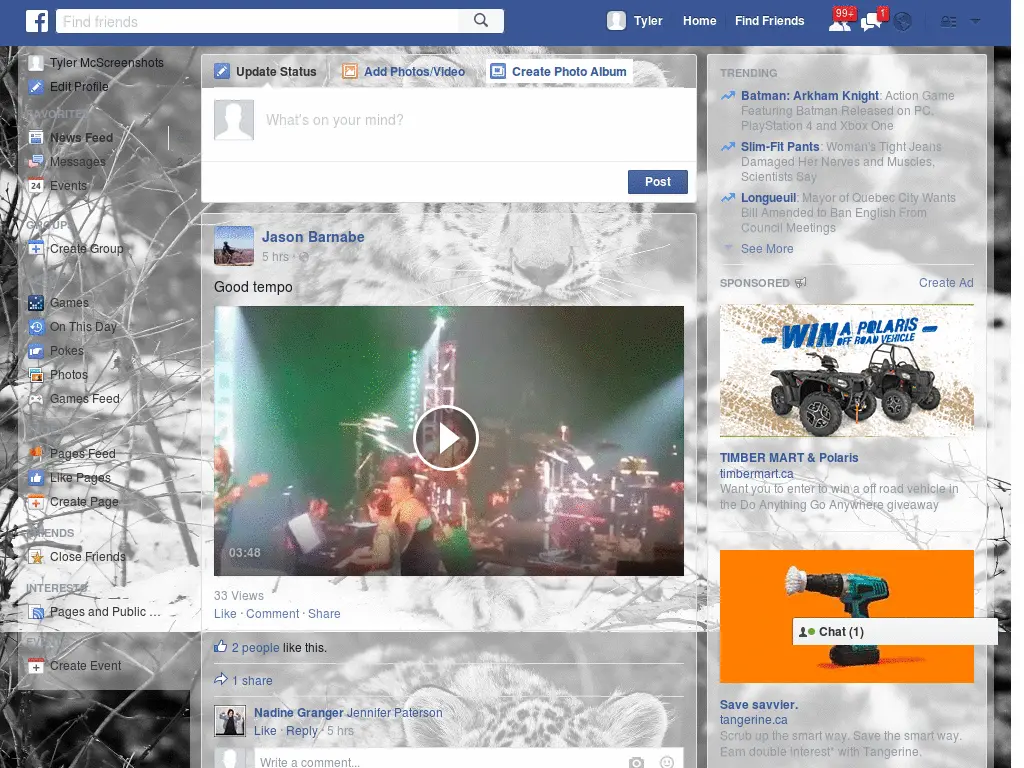 f
Find friends
Tyler
Home
Find Friends
99+
1
Tyler McScreenshots
Edit Profile
FAVORITES
News Feed
Messages 2
Events
24
GROUPS
Create Group
Games
On This Day
Pokes
Photos
Games Feed
Pages Feed
Like Pages
Create Page
FRIENDS
Close Friends
INTERESTS
Pages and Public ...
EVENTS
Create Event
Update Status
Add Photos/Video
Create Photo Album
What's on your mind?
Post
Jason Barnabe
5 hrs ·
Good tempo
03:48
33 Views
Like · Comment · Share
2 people like this.
1 share
Nadine Granger Jennifer Paterson
Like · Reply · 5 hrs
Write a comment...
TRENDING
Batman: Arkham Knight: Action Game
Featuring Batman Released on PC,
PlayStation 4 and Xbox One
Slim-Fit Pants: Woman's Tight Jeans
Damaged Her Nerves and Muscles,
Scientists Say
Longueuil: Mayor of Quebec City Wants
Bill Amended to Ban English From
Council Meetings
See More
SPONSORED
Create Ad
WIN A POLARIS
OFF ROAD VEHICLE
TIMBER MART & Polaris
timbermart.ca
Want you to enter to win a off road vehicle in
the Do Anything Go Anywhere giveaway
Chat (1)
Save savvier.
tangerine.ca
Scrub up the smart way. Save the smart way.
Earn double interest* with Tangerine.